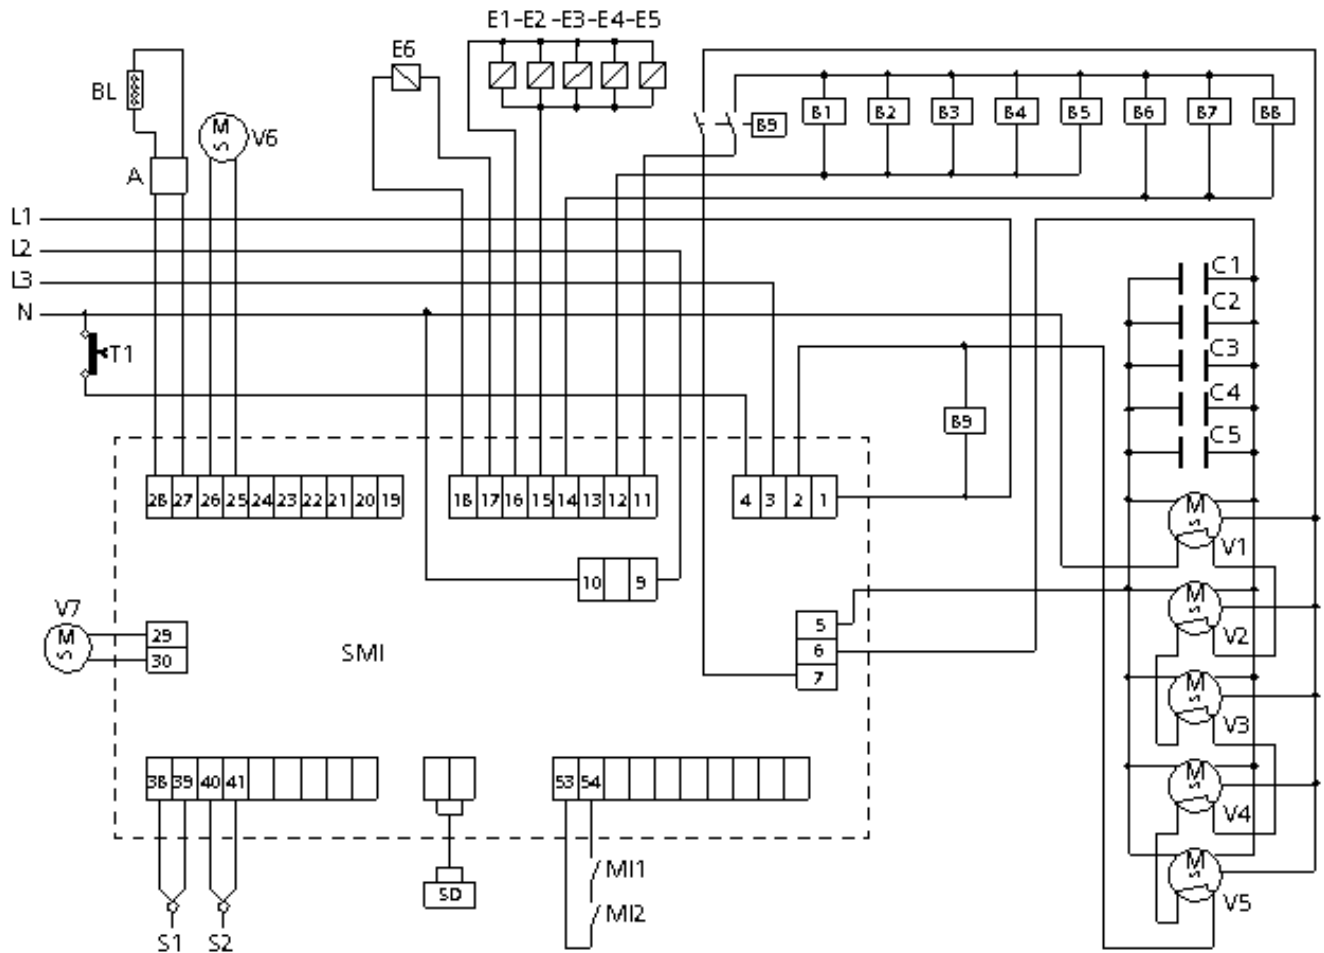 E1-E2-E3-E4-E5
E6
BL
V6
A
B9
B1 B2 B3 B4 B5 B6 B7 B8
L1
L2
L3
N
T1
C1
C2
C3
C4
C5
B9
28 27 26 25 24 23 22 21 20 19
18 17 16 15 14 13 12 11
4 3 2 1
10 9
M
S
V1
M
S
V2
M
S
V3
M
S
V4
M
S
V5
M
S
V7
M
S
29
30
SMI
5
6
7
38 39 40 41
53 54
SD
MI1
MI2
S1 S2